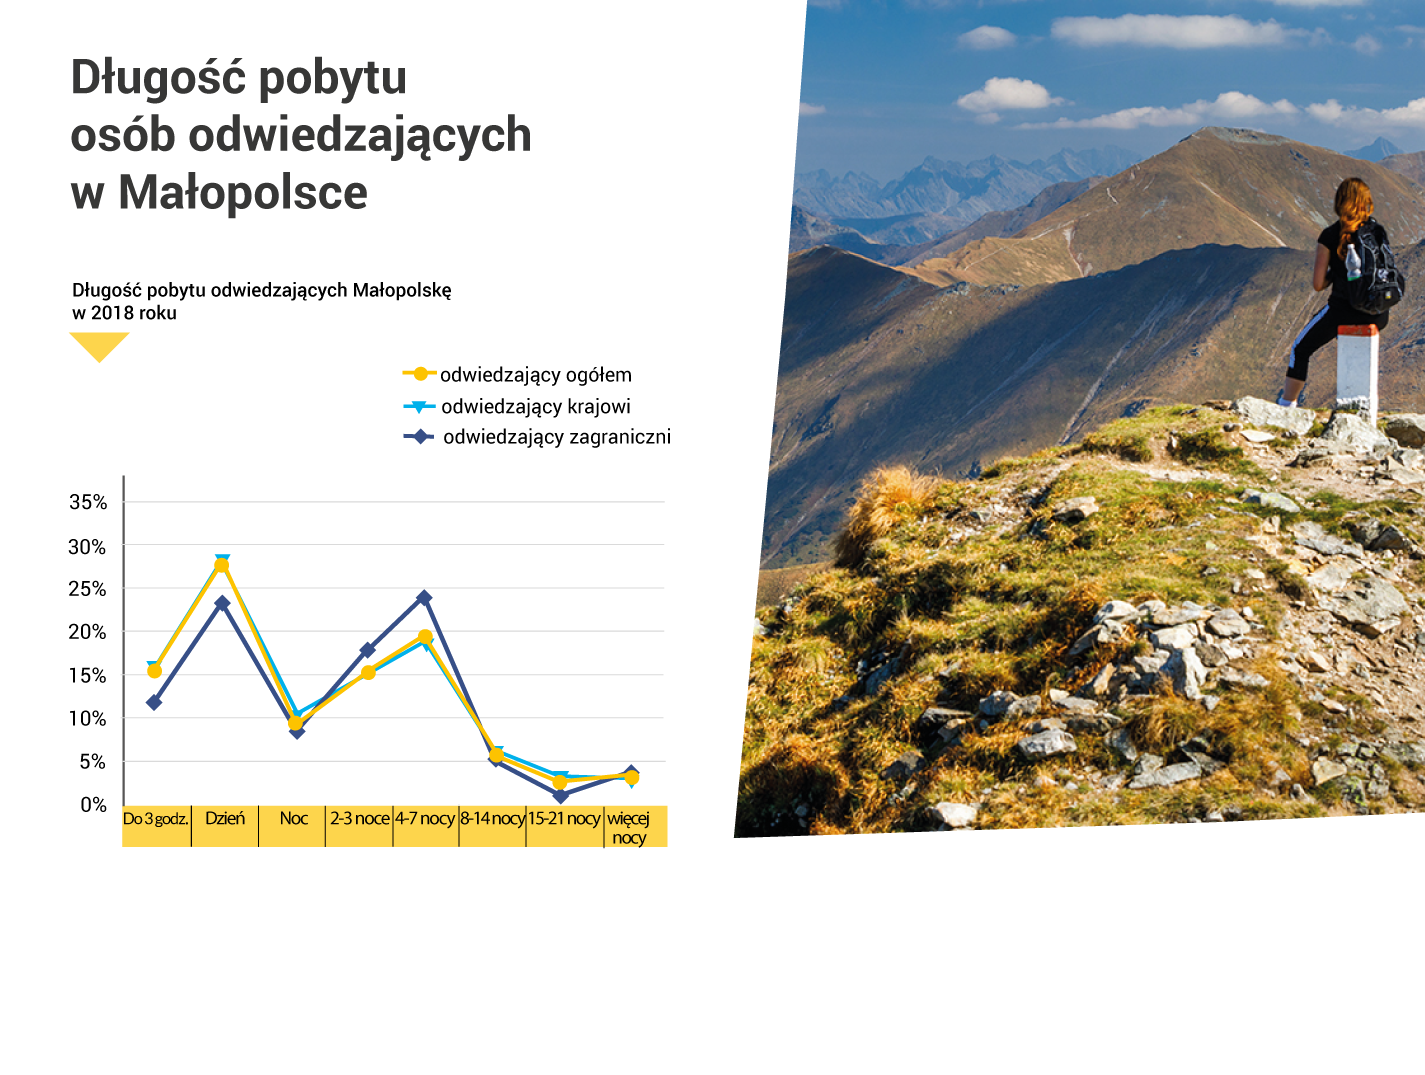 Długość pobytu
osób odwiedzających
w Małopolsce
Długość pobytu odwiedzających Małopolskę
w 2018 roku
odwiedzający ogółem
odwiedzający krajowi
odwiedzający zagraniczni
35%
30%
25%
20%
15%
10%
5%
0%
Do 3 godz. Dzień Noc 2-3 noce 4-7 nocy 8-14 nocy 15-21 nocy więcej
nocy